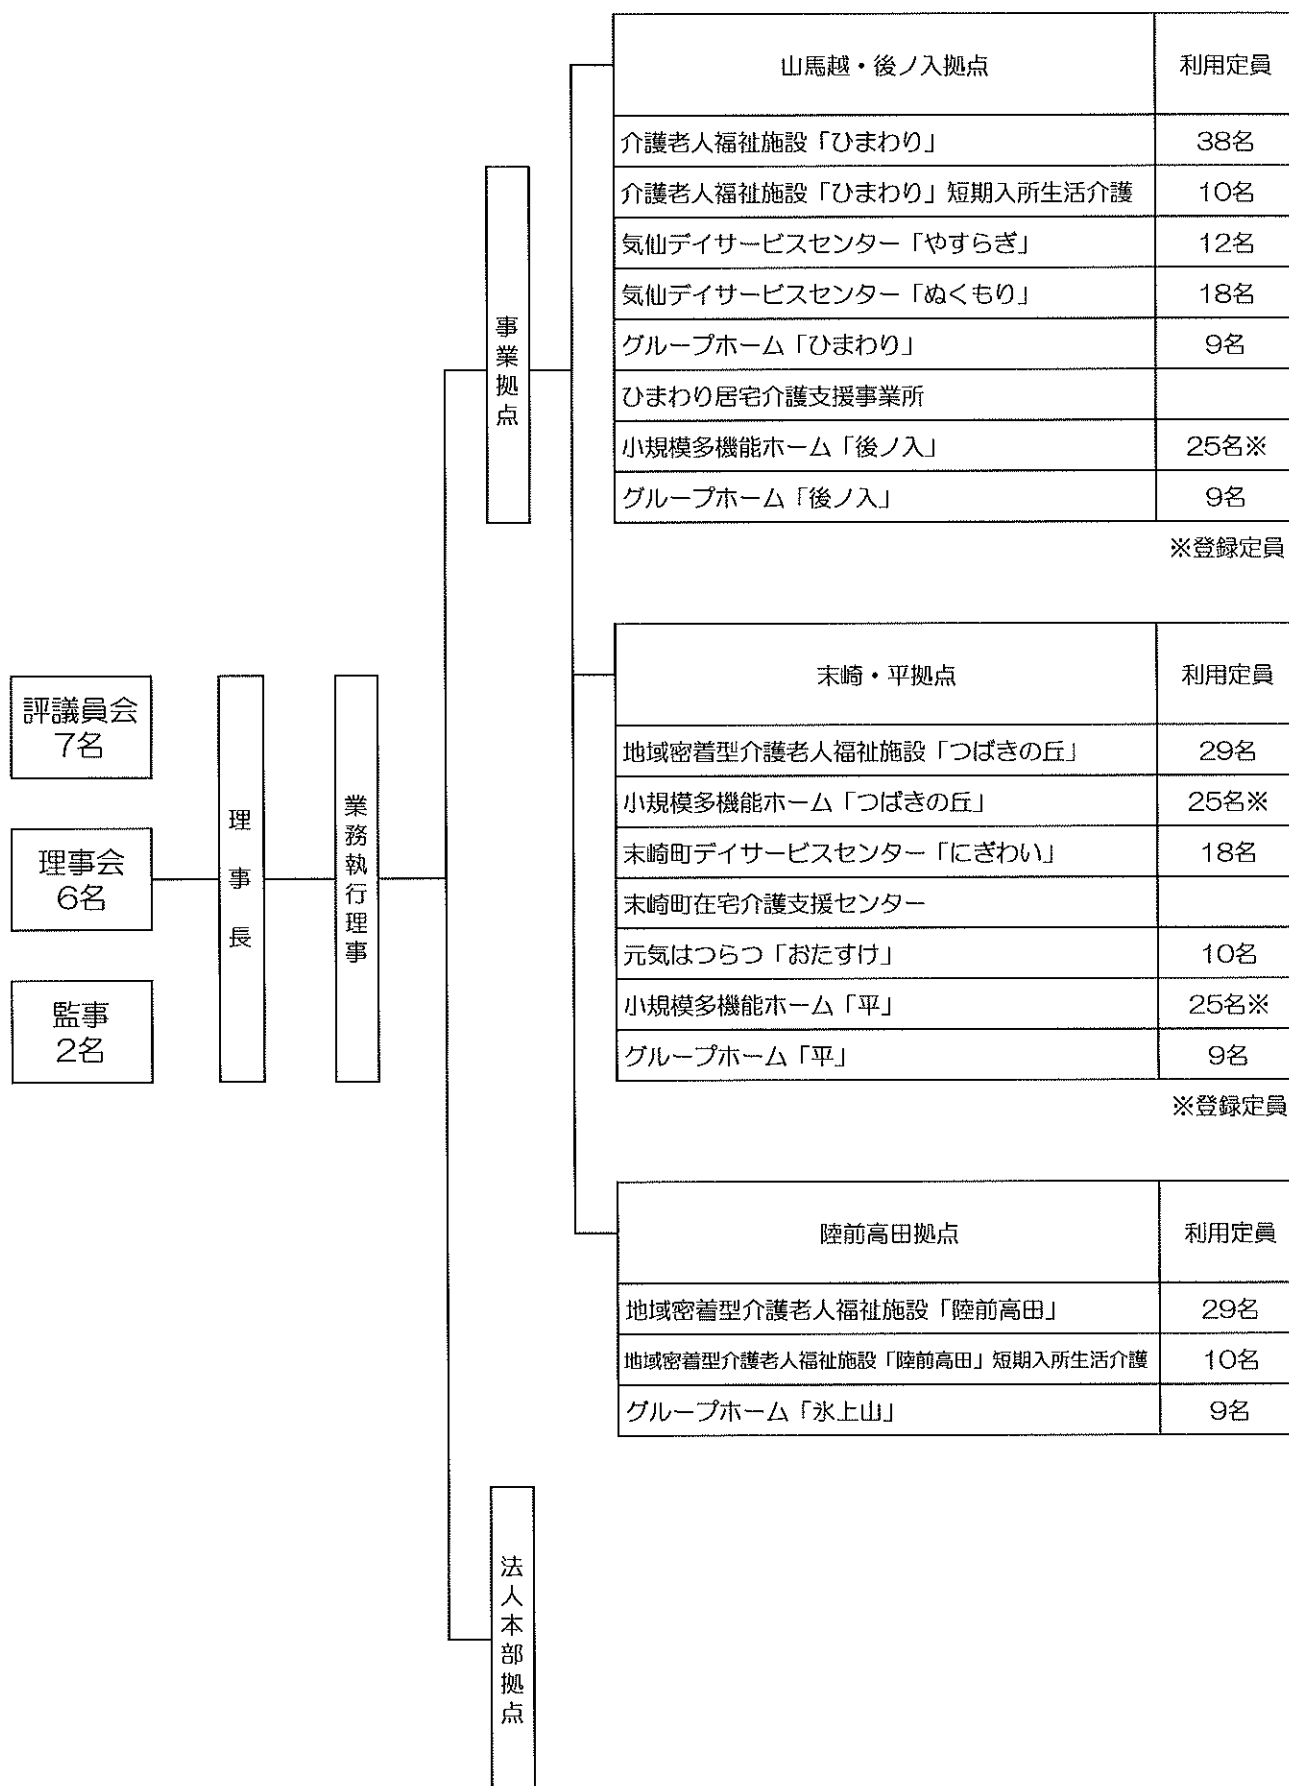 評議員会
7名
理事会
6名
監事
2名
理事長
業務執行理事
事業拠点
山馬越・後ノ入拠点 利用定員
介護老人福祉施設「ひまわり」 38名
介護老人福祉施設「ひまわり」短期入所生活介護 10名
気仙デイサービスセンター「やすらぎ」 12名
気仙デイサービスセンター「ぬくもり」 18名
グループホーム「ひまわり」 9名
ひまわり居宅介護支援事業所
小規模多機能ホーム「後ノ入」 25名※
グループホーム「後ノ入」 9名
※登録定員
末崎・平拠点 利用定員
地域密着型介護老人福祉施設「つばきの丘」 29名
小規模多機能ホーム「つばきの丘」 25名※
末崎町デイサービスセンター「にぎわい」 18名
末崎町在宅介護支援センター
元気はつらつ「おたすけ」 10名
小規模多機能ホーム「平」 25名※
グループホーム「平」 9名
※登録定員
陸前高田拠点 利用定員
地域密着型介護老人福祉施設「陸前高田」 29名
地域密着型介護老人福祉施設「陸前高田」短期入所生活介護 10名
グループホーム「氷上山」 9名
法人本部拠点